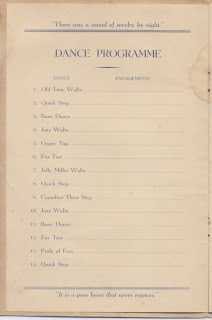 "There was a sound of revelry by night."
DANCE PROGRAMME
DANCE ENGAGEMENTS
1. Old Time Waltz
2. Quick Step
3. Barn Dance
4. Jazz Waltz
5. Gypsy Tap
6. Fox Trot
7. Jolly Miller Waltz
8. Quick Step
9. Canadian Three Step
10. Jazz Waltz
11. Barn Dance
12. Fox Trot
13. Pride of Erin
14. Quick Step
"It is a poor heart that never rejoices."